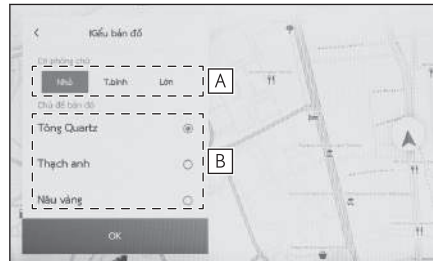 Kiểu bản đồ
Cỡ phông chữ
Nhỏ T.bình Lớn
A
Chủ đề bản đồ
Tông Quartz
Thạch anh
B
Nâu vàng
OK